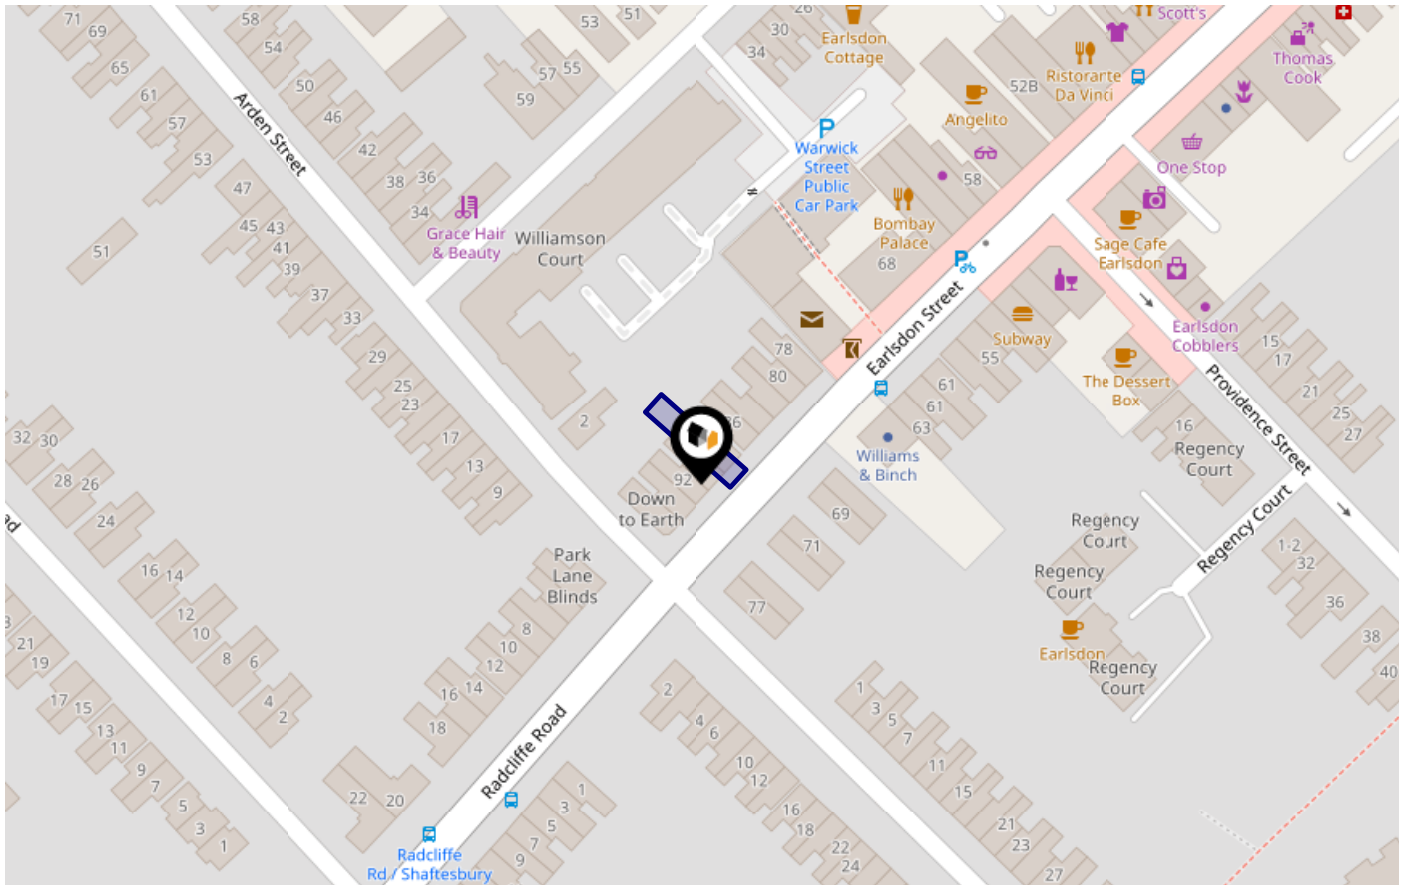 71
69
65
61
57
53
58
54
50
46
42
38
36
34
Arden Street
47
45
43
41
39
37
33
29
25
23
17
13
9
51
53
51
57
55
59
26
30
34
Earlsdon
Cottage
Scott's
Ristorante
Da Vinci
52B
Thomas
Cook
Angelito
One Stop
P
Warwick
Street
Public
Car Park
58
Bombay
Palace
68
Grace Hair
& Beauty
Williamson
Court
Sage Cafe
Earlsdon
P
Earlsdon Street
Subway
Earlsdon
Cobblers
The Dessert
Box
78
80
55
61
61
63
15
17
21
25
27
Providence Street
16
Regency
Court
Williams
& Binch
2
92
Down
to Earth
69
71
77
Regency
Court
Regency
Court
Regency Court
Earlsdon
Regency
Court
1-2
32
36
38
40
32
30
28
26
24
16
14
12
10
8
6
4
2
21
19
17
15
13
11
9
7
5
3
1
Park
Lane
Blinds
8
10
12
14
16
18
22
20
Radcliffe Road
Radcliffe
Rd / Shaftesbury
1
3
5
7
9
2
4
6
10
12
16
18
22
24
1
3
5
7
11
15
21
23
27